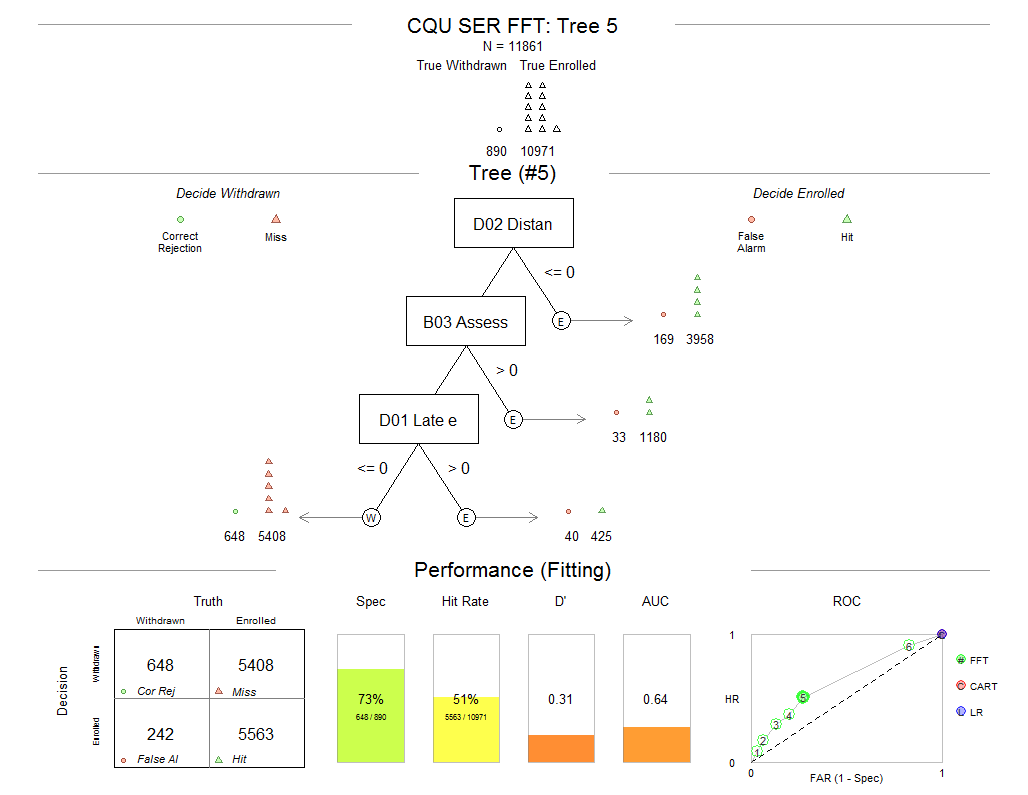 CQU SER FFT: Tree 5
N = 11861
True Withdrawn True Enrolled
890 10971
Tree (#5)
Decide Withdrawn
Decide Enrolled
Correct
Rejection
Miss
False
Alarm
Hit
D02 Distan
<= 0
E
169 3958
B03 Assess
> 0
E
33 1180
D01 Late e
<= 0
> 0
W
E
648 5408
40 425
Performance (Fitting)
Truth
Spec
Hit Rate
D'
AUC
ROC
Withdrawn
Enrolled
Decision
Withdrawn
Enrolled
648
5408
Cor Rej
Miss
242
5563
False Al
Hit
73%
648 / 890
51%
5563 / 10971
0.31
0.64
1
HR
0
0
1
FAR (1 - Spec)
1
2
3
4
5
6
# FFT
C CART
L LR